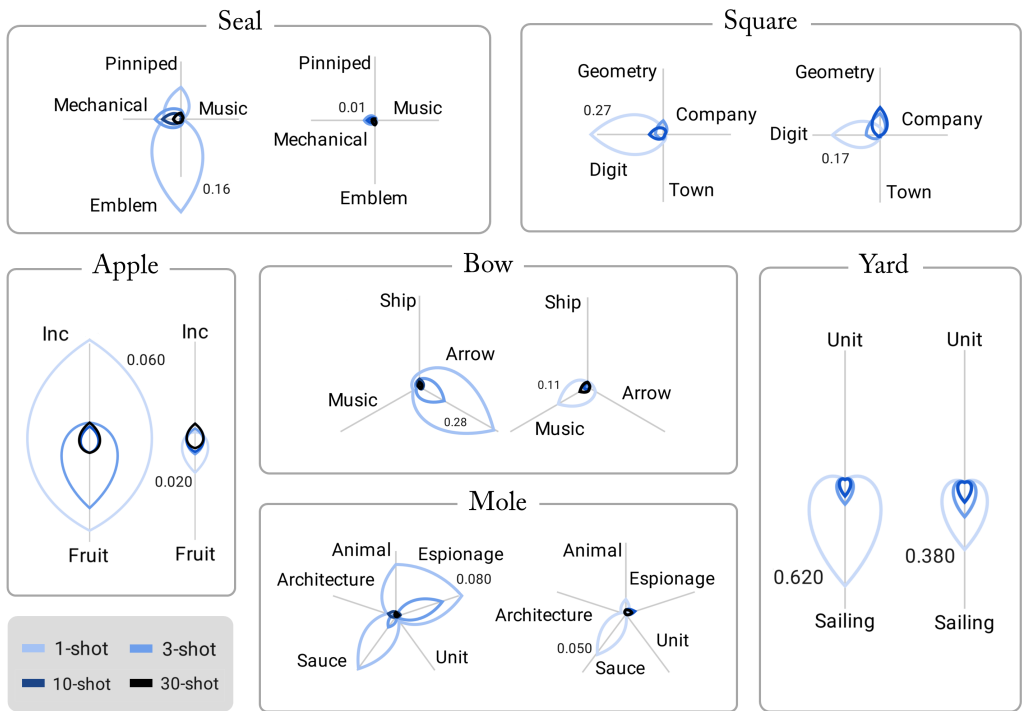 Seal
Pinniped
Mechanical
Music
0.16
Emblem
Pinniped
0.01
Music
Mechanical
Emblem
Square
Geometry
0.27
Company
Digit
Town
Geometry
Digit
Company
0.17
Town
Apple
Inc
0.060
Fruit
Inc
0.020
Fruit
Bow
Ship
Arrow
Music
0.28
Ship
0.11
Arrow
Music
Mole
Animal
Espionage
0.080
Architecture
Sauce
Unit
Animal
Espionage
Architecture
Unit
0.050
Sauce
Yard
Unit
0.620
Sailing
Unit
0.380
Sailing
1-shot
3-shot
10-shot
30-shot